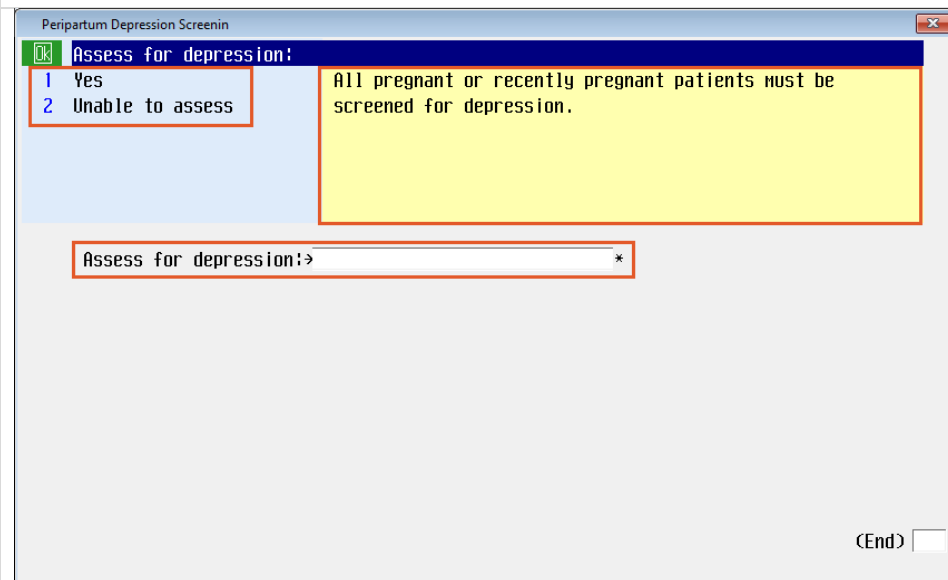 Peripartum Depression Screenin
Ok Assess for depression:
1 Yes
2 Unable to assess
All pregnant or recently pregnant patients must be
screened for depression.
Assess for depression:→ *
(End)